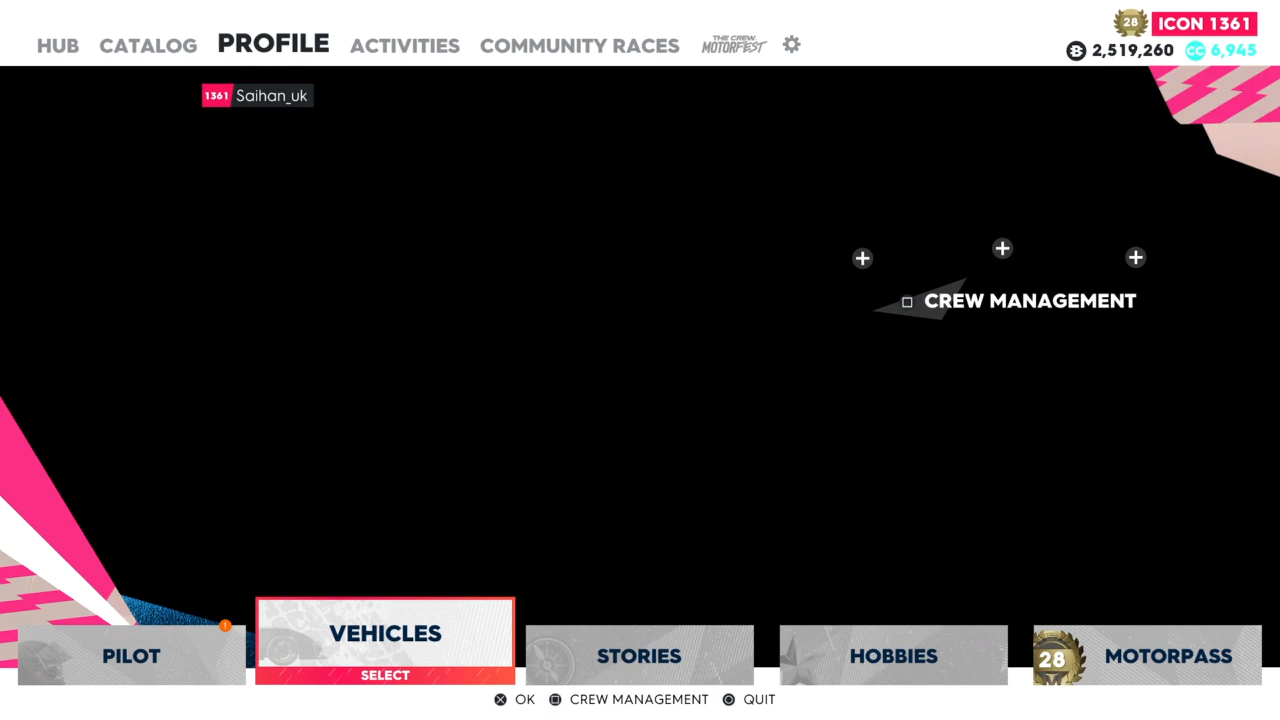 28 ICON 1361
HUB CATALOG PROFILE ACTIVITIES COMMUNITY RACES THE CREW MOTORFEST
2,519,260 CC 6,945
1361 Saihan_uk
CREW MANAGEMENT
PILOT
!
VEHICLES
SELECT
STORIES
HOBBIES
28 MOTORPASS
OK CREW MANAGEMENT QUIT